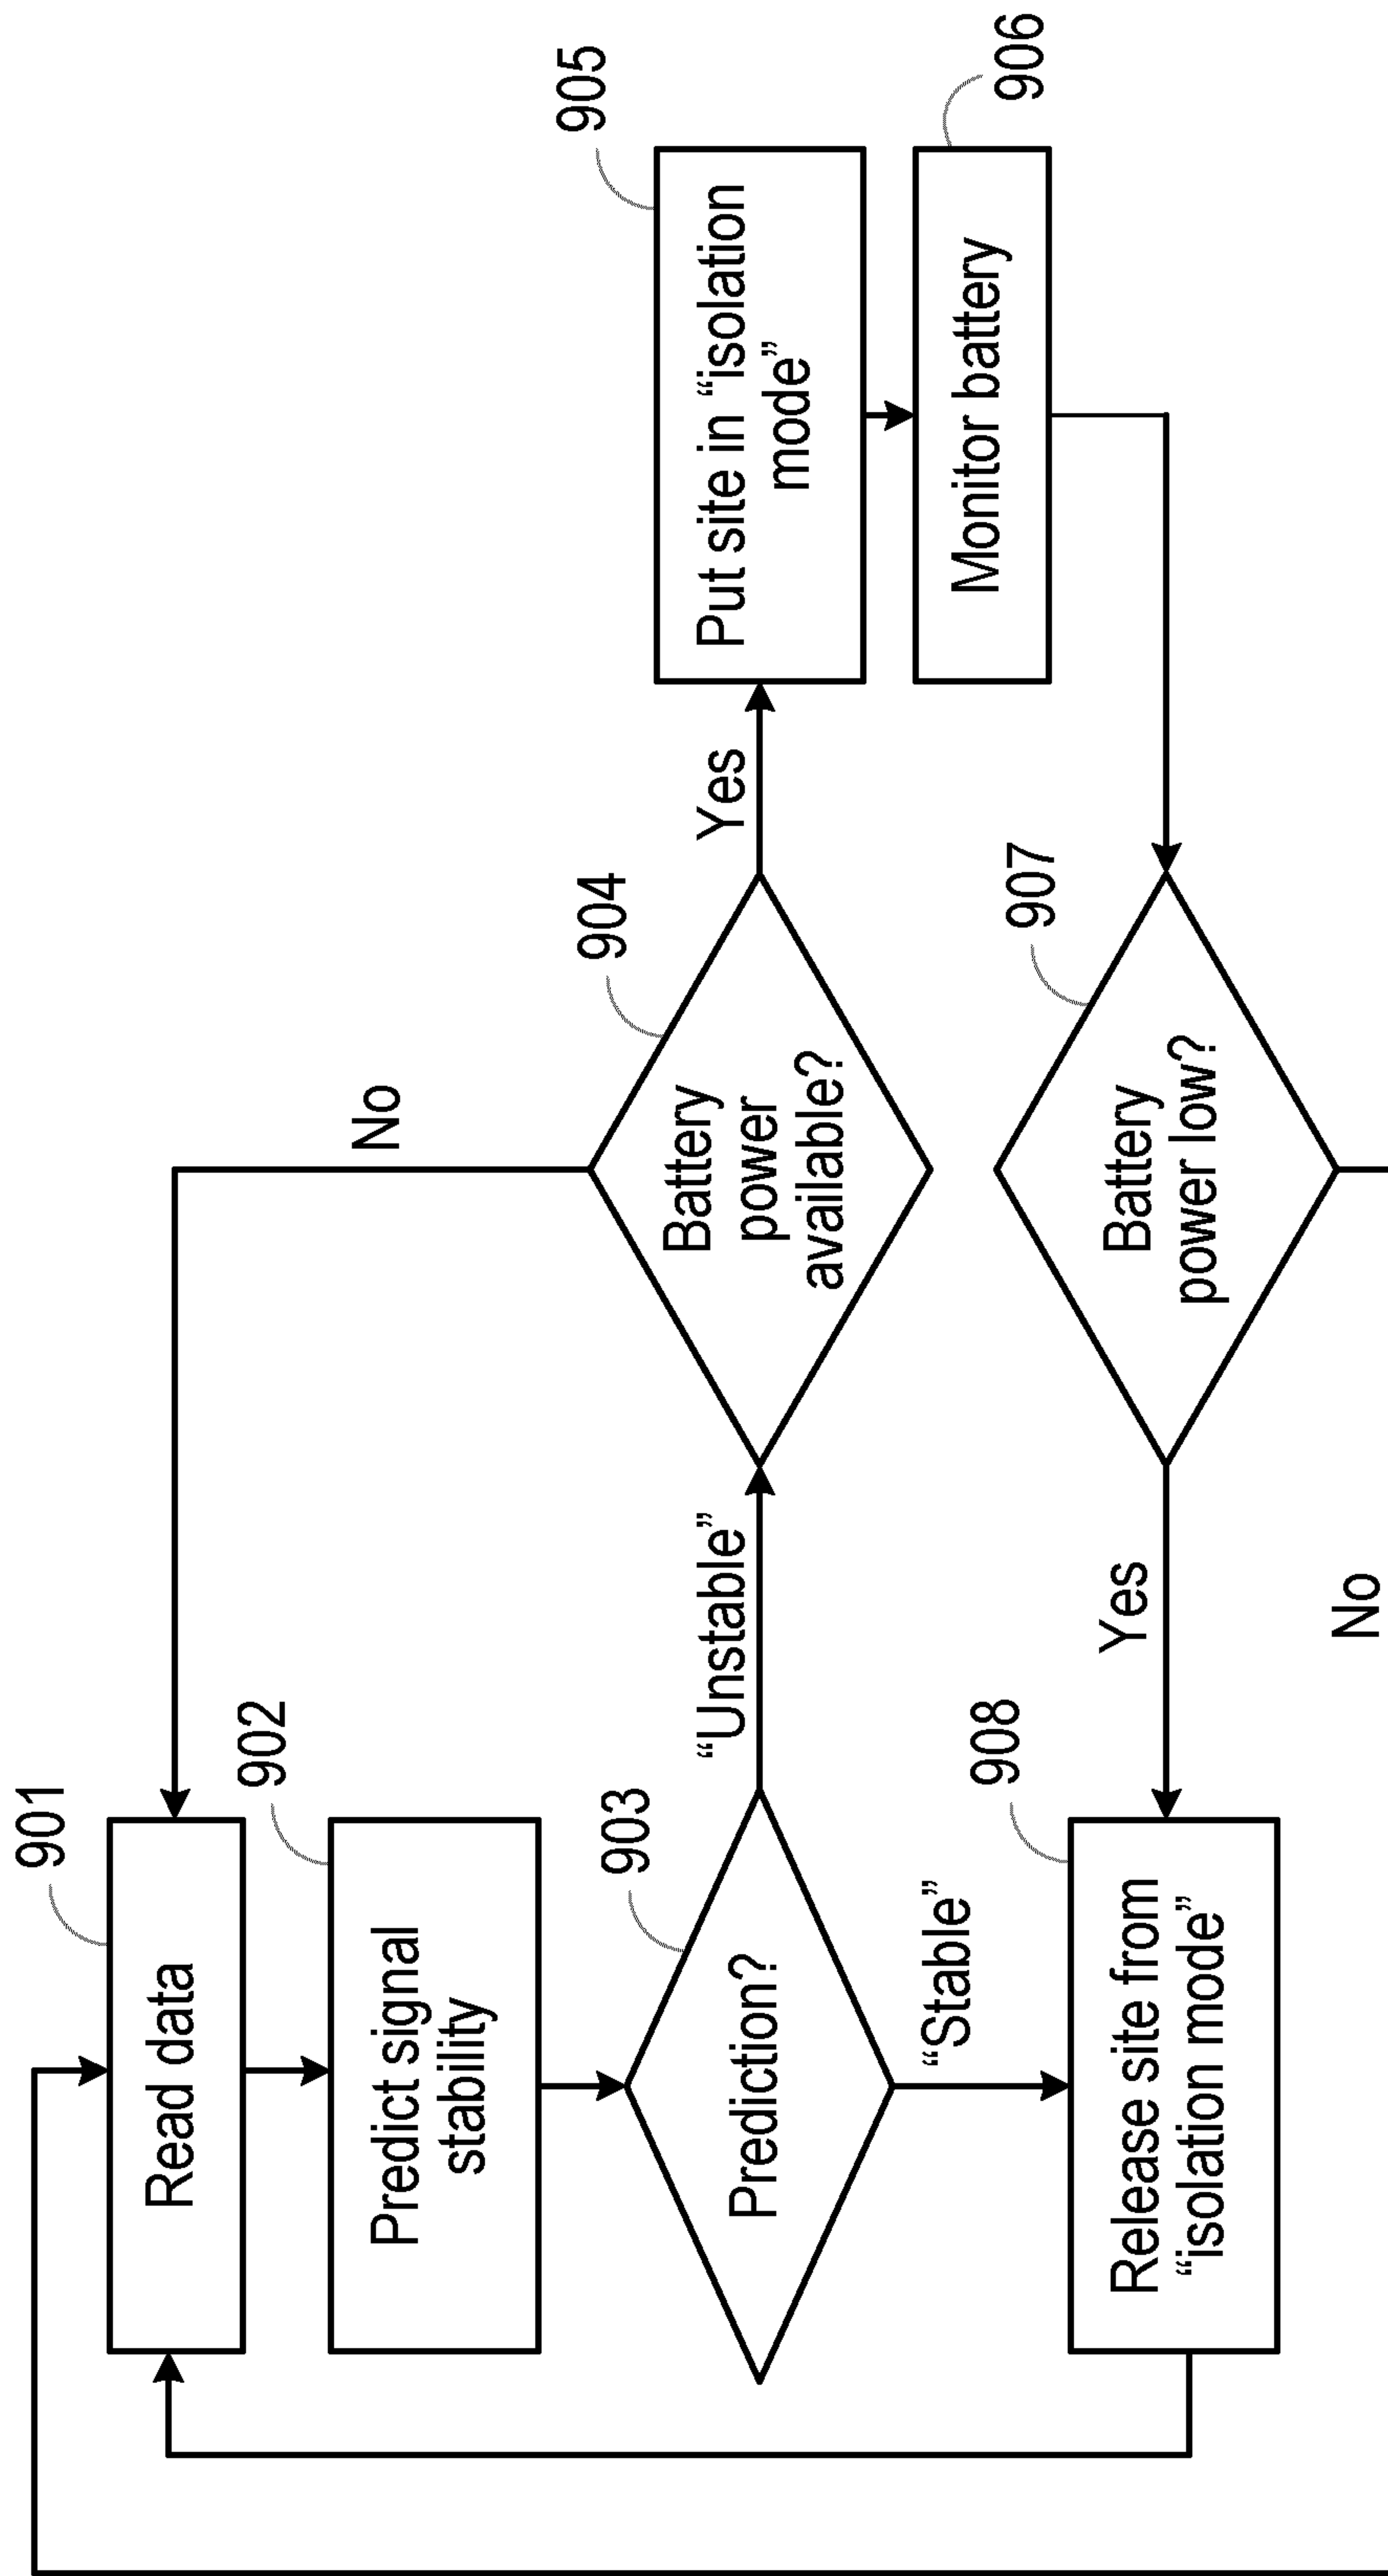 901
Read data
902
Predict signal
stability
903
Prediction?
“Unstable”
904
Battery
power
available?
No
Yes
905
Put site in “isolation
mode”
906
Monitor battery
907
Battery
power low?
Yes
No
“Stable”
908
Release site from
“isolation mode”